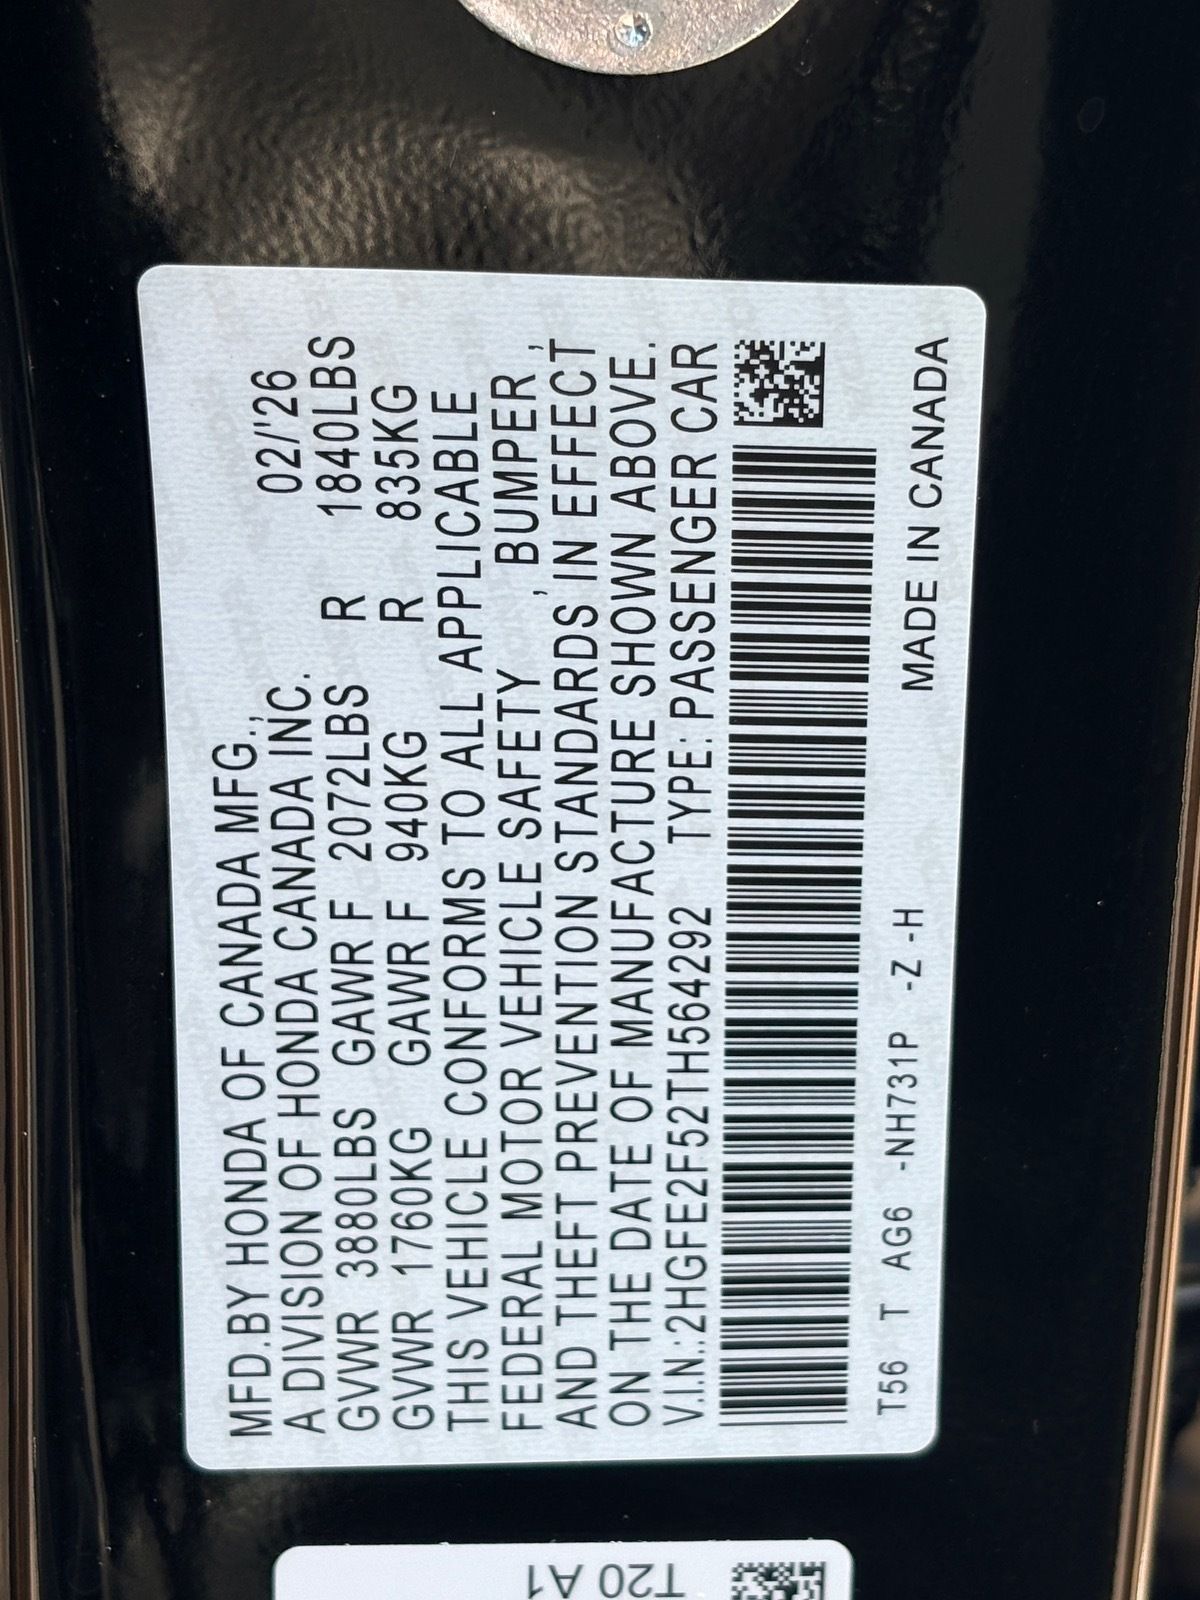 MFD.BY HONDA OF CANADA MFG.,
A DIVISION OF HONDA CANADA INC. 02/'26
GVWR 3880LBS GAWR F 2072LBS R 1840LBS
GVWR 1760KG GAWR F 940KG R 835KG
THIS VEHICLE CONFORMS TO ALL APPLICABLE
FEDERAL MOTOR VEHICLE SAFETY , BUMPER ,
AND THEFT PREVENTION STANDARDS IN EFFECT
ON THE DATE OF MANUFACTURE SHOWN ABOVE.
V.I.N.:2HGFE2F52TH564292 TYPE: PASSENGER CAR
T56 T AG6 -NH731P -Z -H MADE IN CANADA
T20 A1